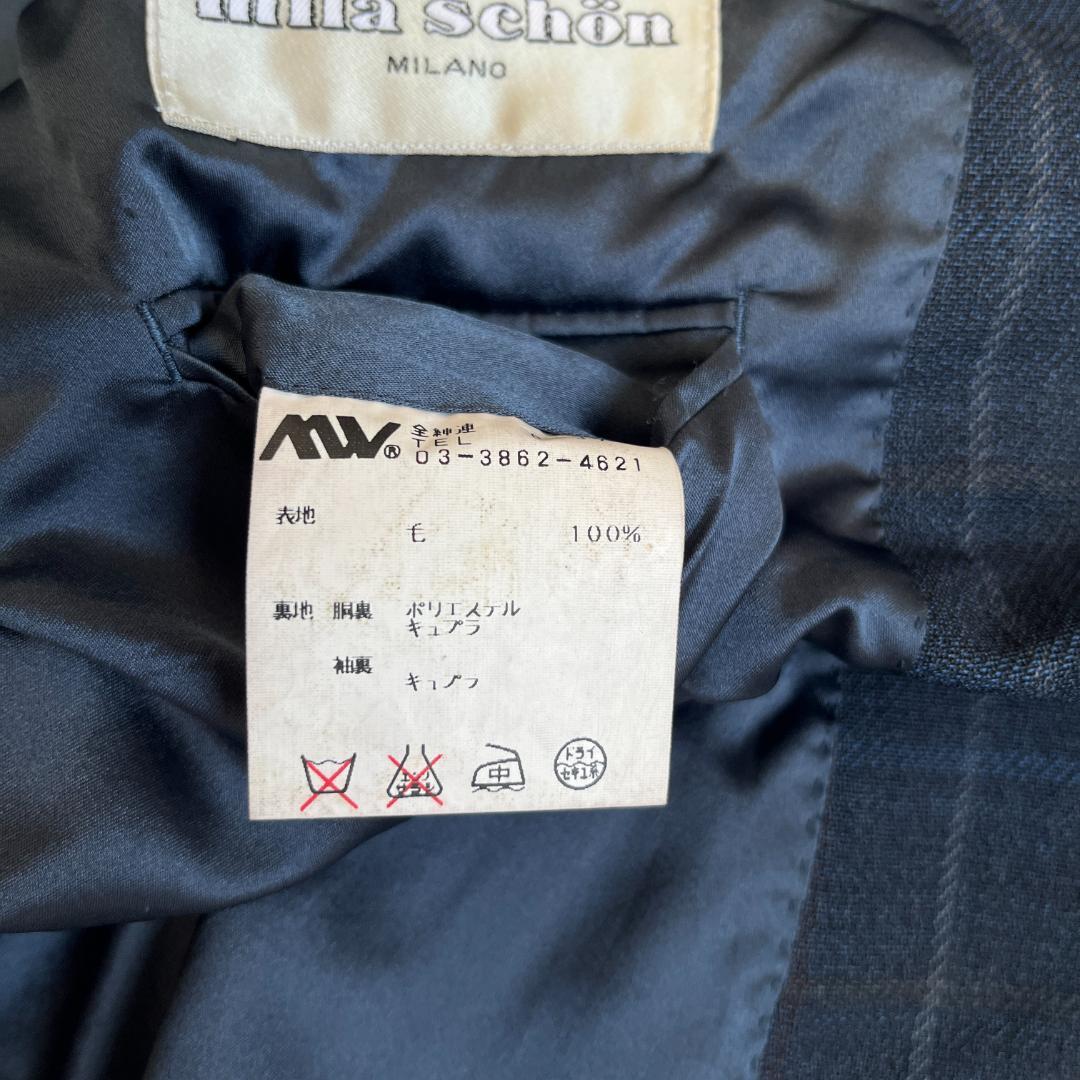 mila schön
MILANO
MW®
全紳連
TEL
03-3862-4621
表地
毛 100%
裏地 胴裏 ポリエステル
キュプラ
袖裏
キュプラ
中
ドライ
セキユ系